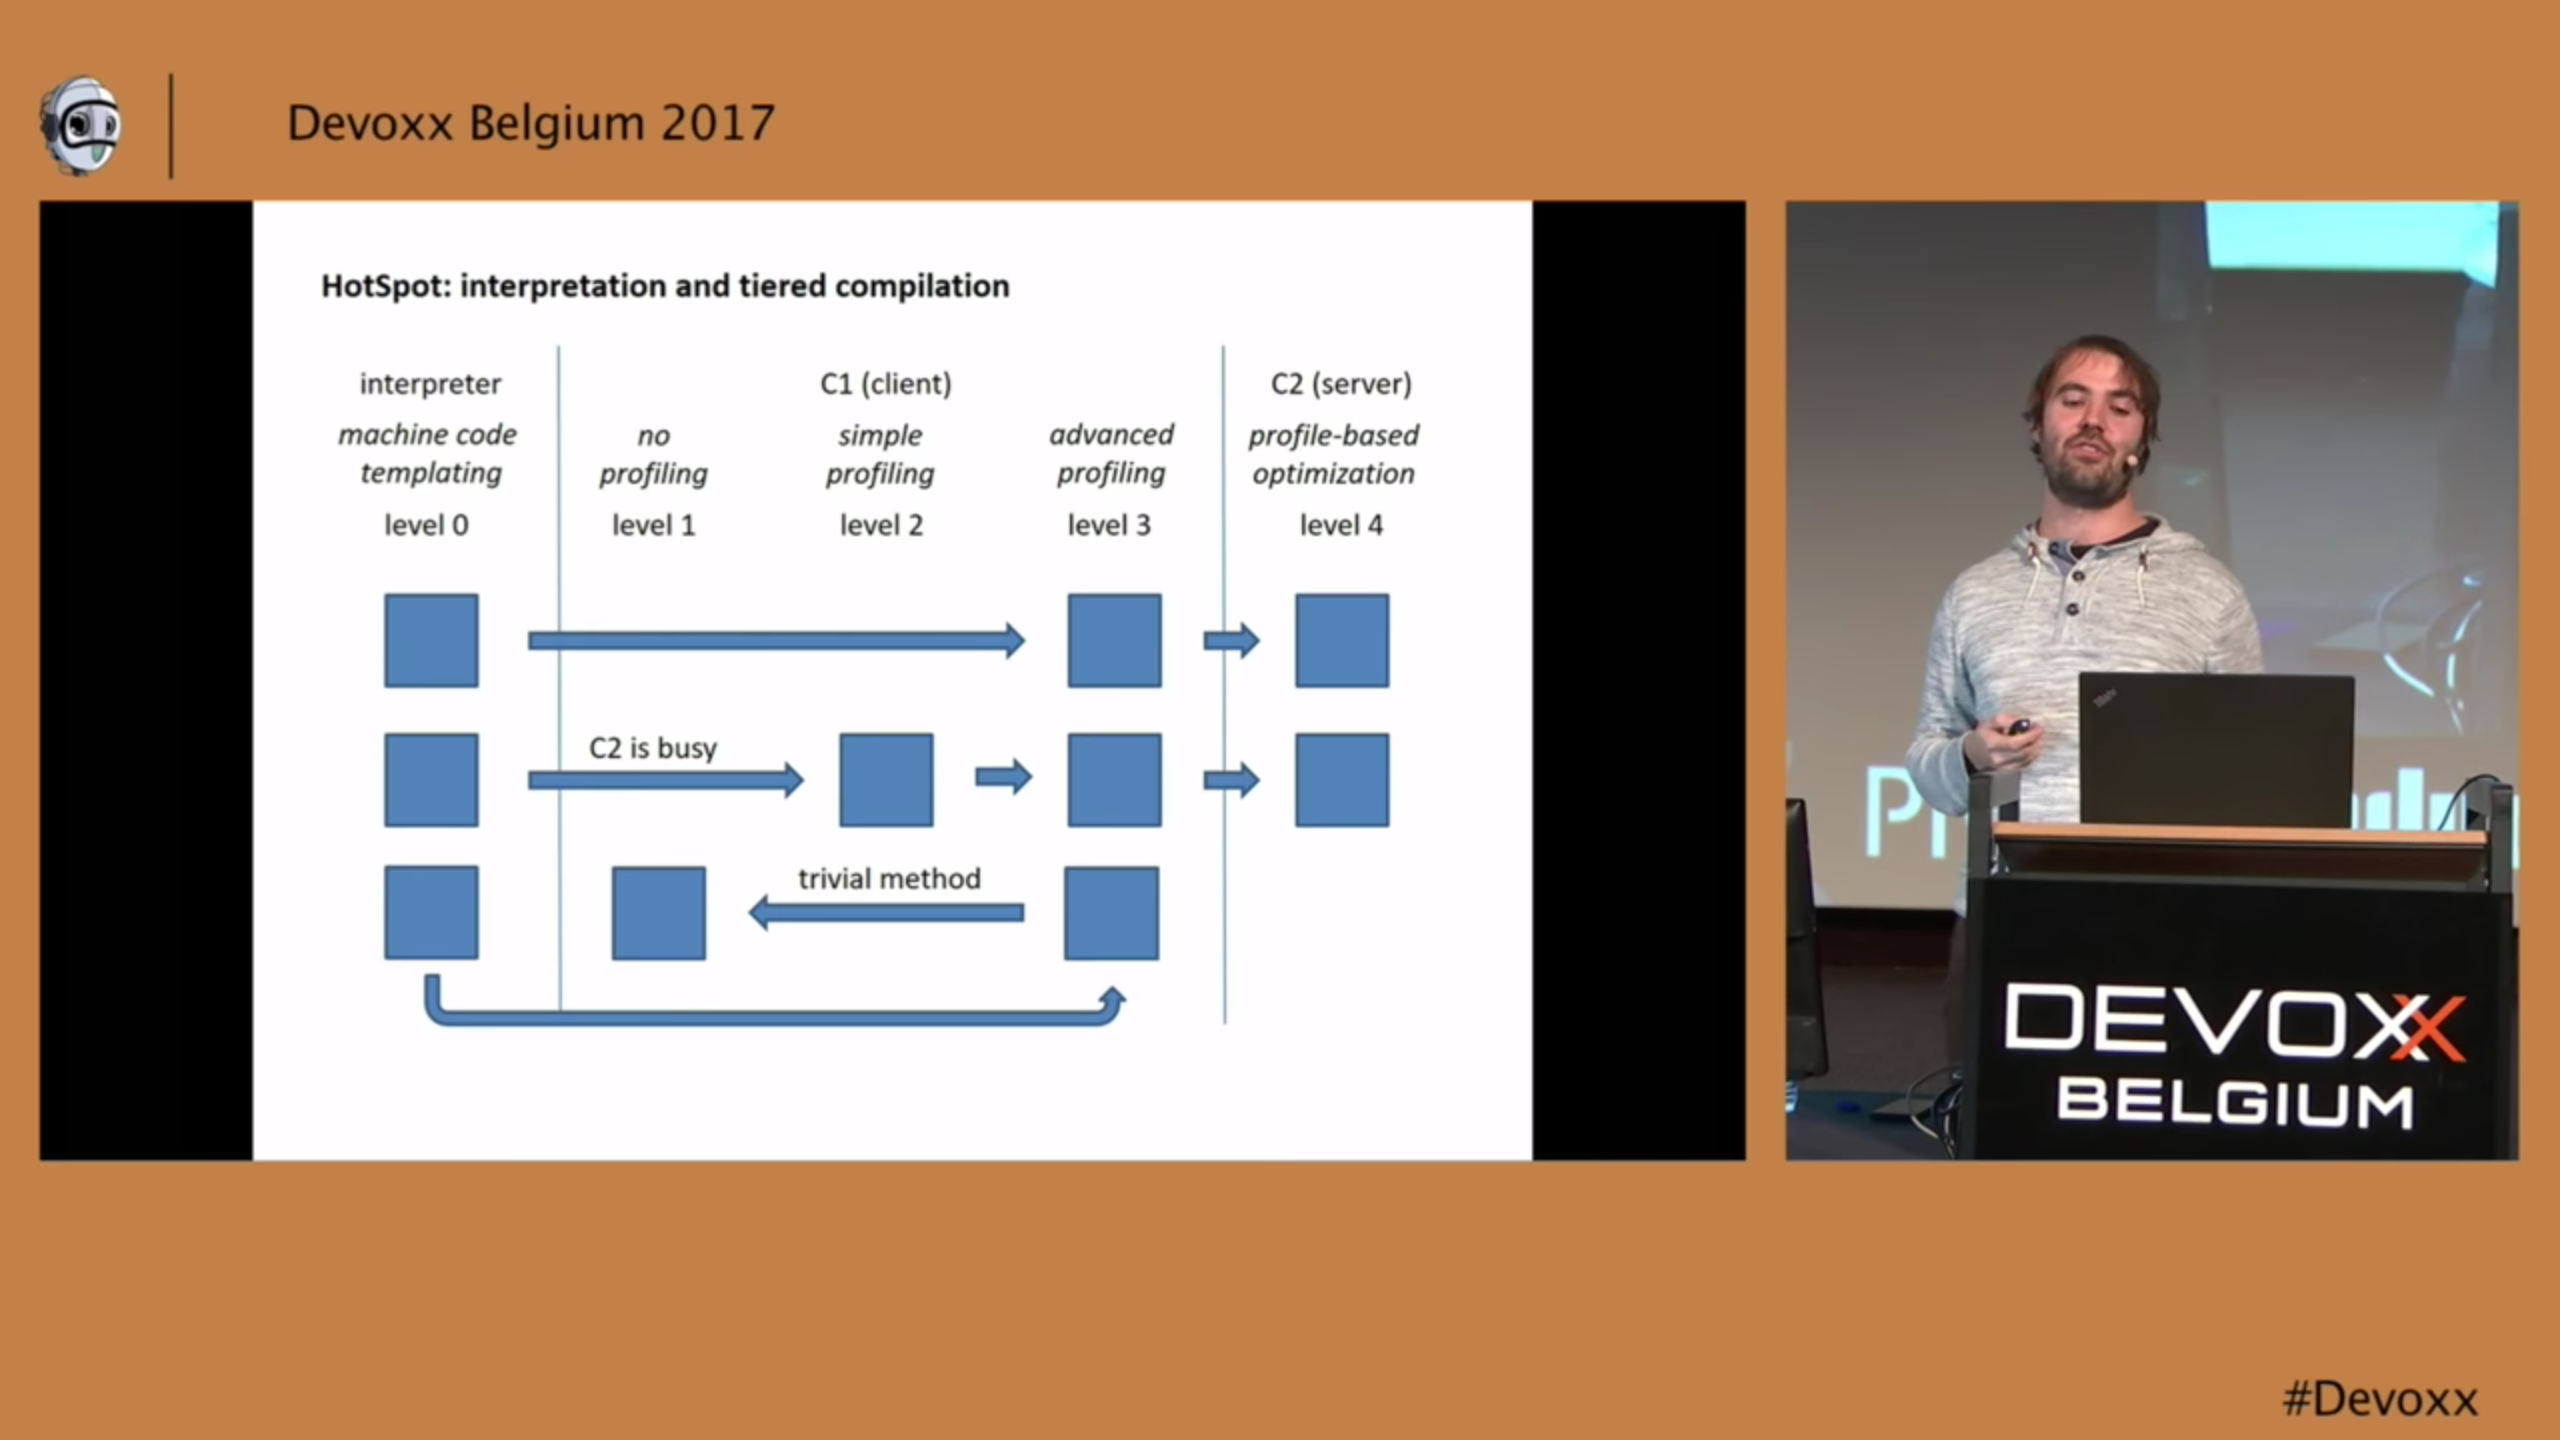 Devoxx Belgium 2017
HotSpot: interpretation and tiered compilation
interpreter
C1 (client)
C2 (server)
machine code
templating
no
profiling
simple
profiling
advanced
profiling
profile-based
optimization
level 0
level 1
level 2
level 3
level 4
C2 is busy
trivial method
DEVOXX
BELGIUM
#Devoxx